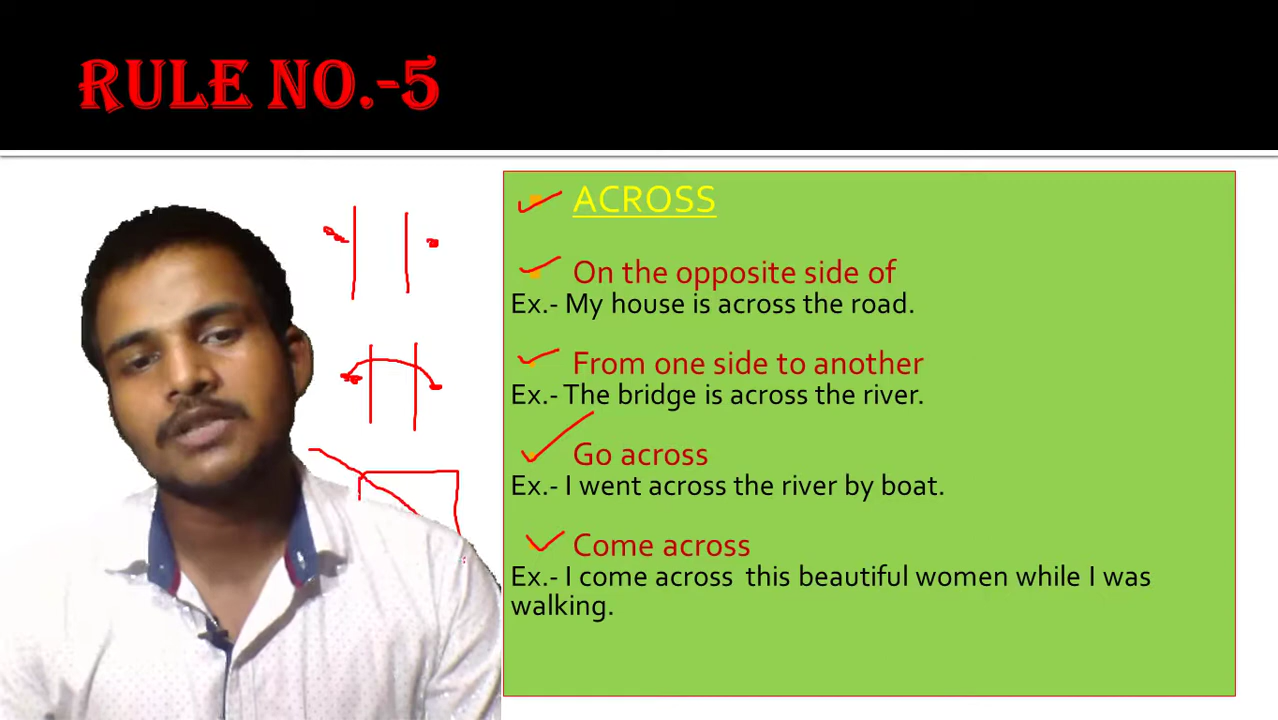 RULE NO.-5
ACROSS
On the opposite side of
Ex.- My house is across the road.
From one side to another
Ex.- The bridge is across the river.
Go across
Ex.- I went across the river by boat.
Come across
Ex.- I come across this beautiful women while I was
walking.